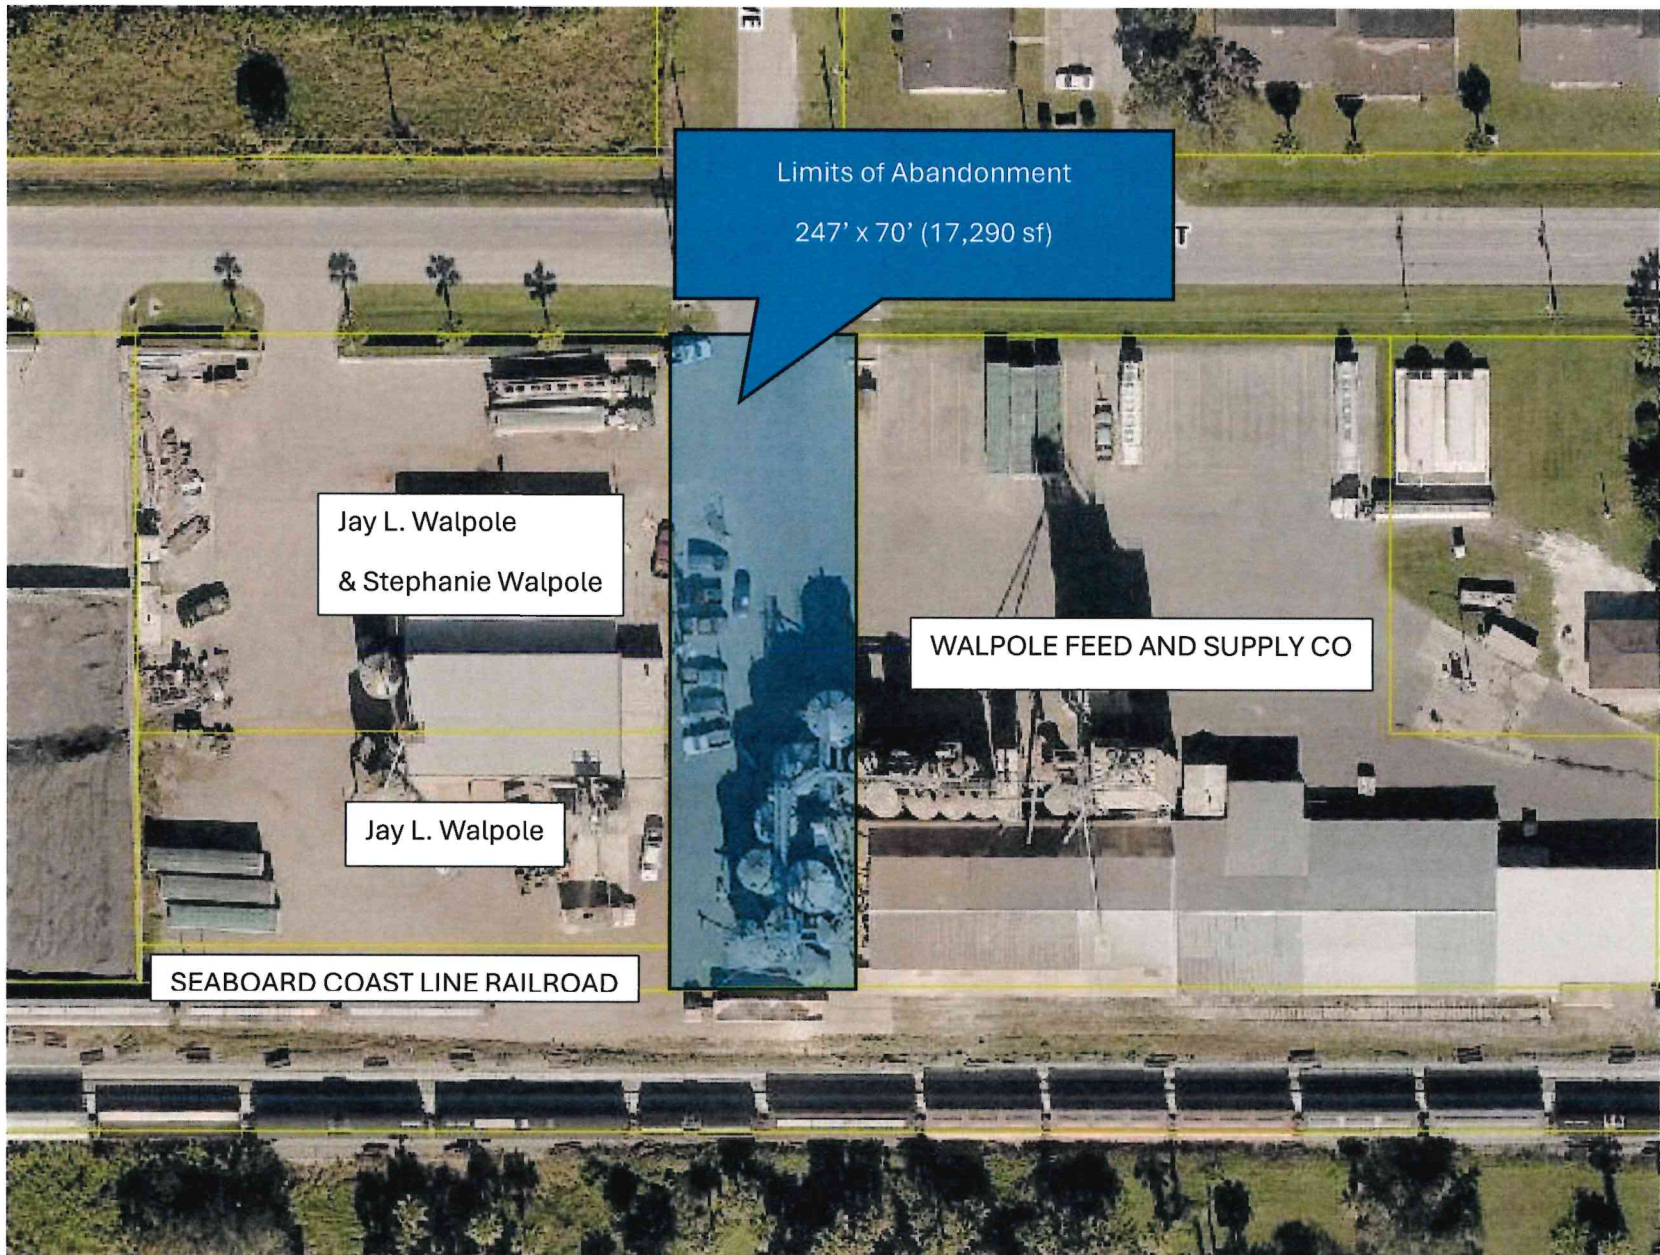 VE
Limits of Abandonment
247' x 70' (17,290 sf)
T
Jay L. Walpole
& Stephanie Walpole
WALPOLE FEED AND SUPPLY CO
Jay L. Walpole
SEABOARD COAST LINE RAILROAD